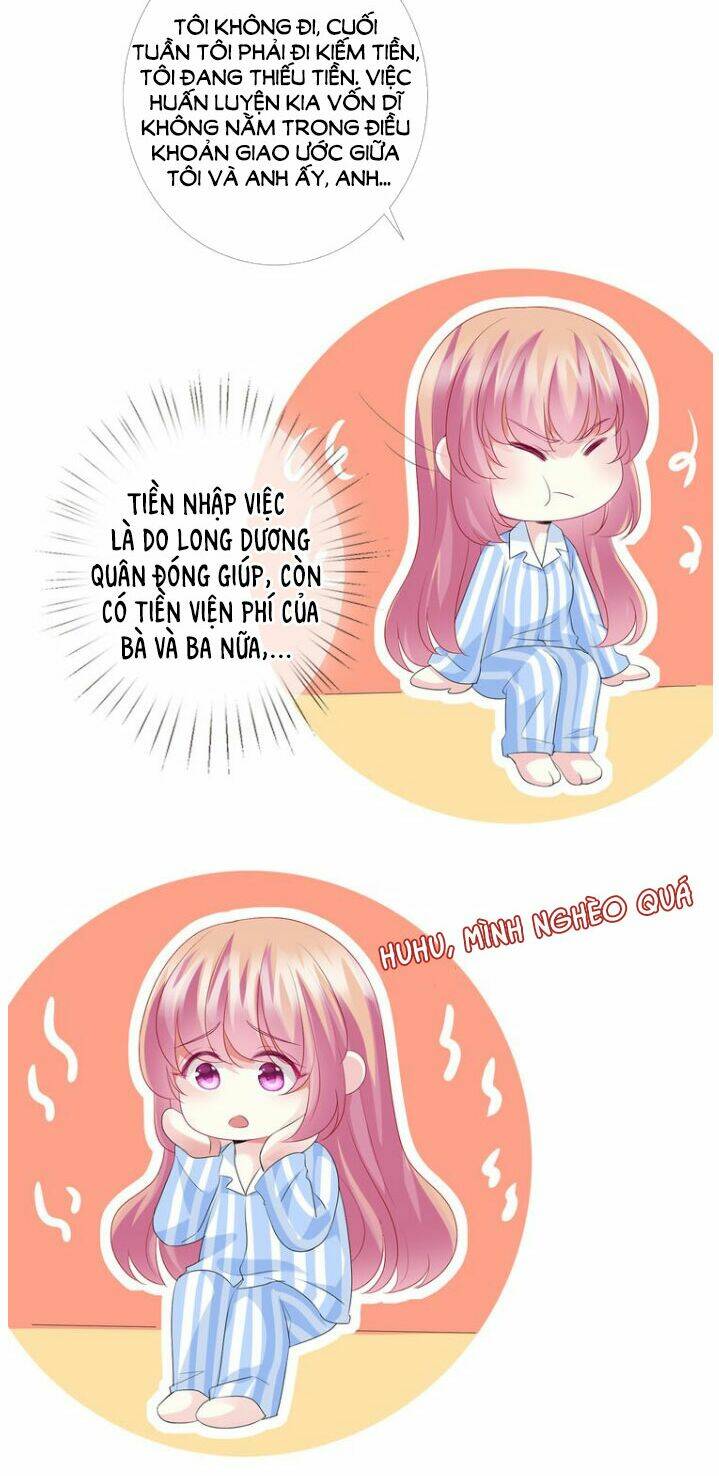 TÔI KHÔNG ĐI, CUỐI
TUẦN TÔI PHẢI ĐI KIẾM TIỀN,
TÔI ĐANG THIẾU TIỀN. VIỆC
HUẤN LUYỆN KIA VỐN DĨ
KHÔNG NẰM TRONG ĐIỀU
KHOẢN GIAO ƯỚC GIỮA
TÔI VÀ ANH ẤY, ANH...
TIỀN NHẬP VIỆC
LÀ DO LONG DƯƠNG
QUÂN ĐÓNG GIÚP, CÒN
CÓ TIỀN VIỆN PHÍ CỦA
BÀ VÀ BA NỮA,...
HUHU, MÌNH NGHÈO QUÁ